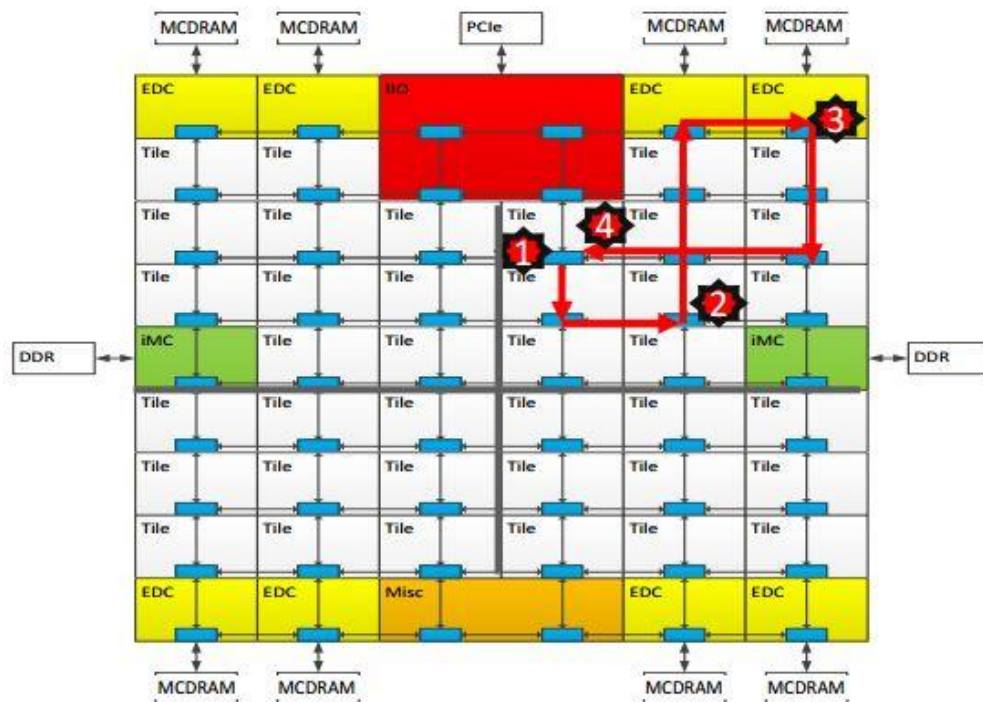 MCDRAM MCDRAM PCIe MCDRAM MCDRAM
EDC EDC IIO EDC EDC
3
Tile Tile Tile Tile
Tile Tile Tile Tile Tile Tile
1 4
Tile Tile Tile Tile Tile Tile
2
iMC Tile Tile Tile Tile iMC
DDR DDR
Tile Tile Tile Tile Tile Tile
Tile Tile Tile Tile Tile Tile
Tile Tile Tile Tile Tile Tile
EDC EDC Misc EDC EDC
MCDRAM MCDRAM MCDRAM MCDRAM